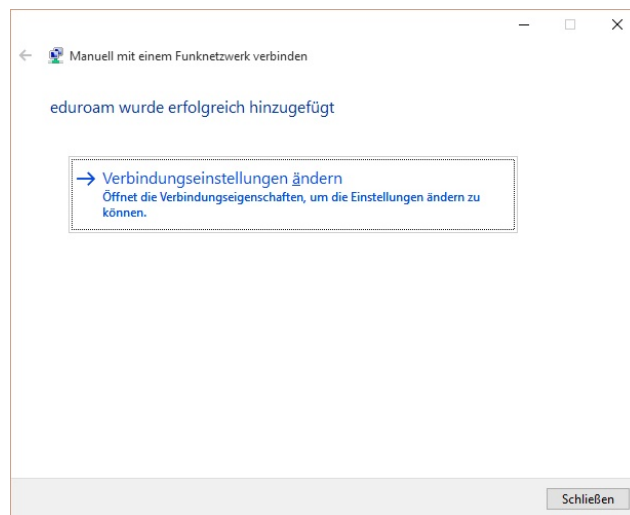 Manuell mit einem Funknetzwerk verbinden
eduroam wurde erfolgreich hinzugefügt
Verbindungseinstellungen ändern
Öffnet die Verbindungseigenschaften, um die Einstellungen ändern zu
können.
Schließen